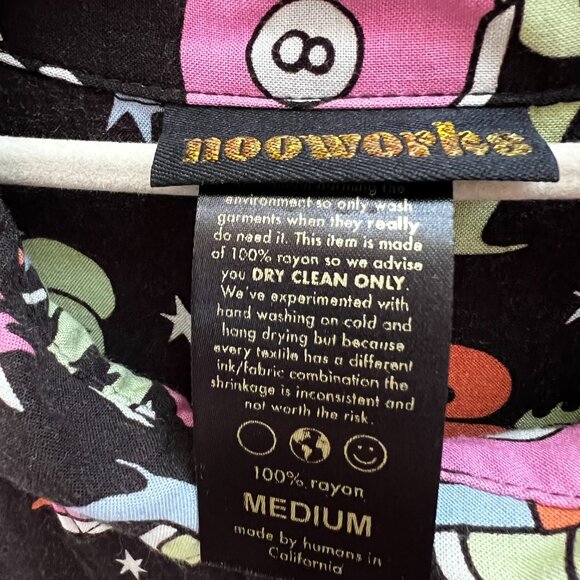 8
nooworks
the
environment so only wash
garments when they really
do need it. This item is made
of 100% rayon so we advise
you DRY CLEAN ONLY.
We've experimented with
hand washing on cold and
hang drying but because
every textile has a different
ink/fabric combination the
shrinkage is inconsistent and
not worth the risk.
100% rayon
MEDIUM
made by humans in
California